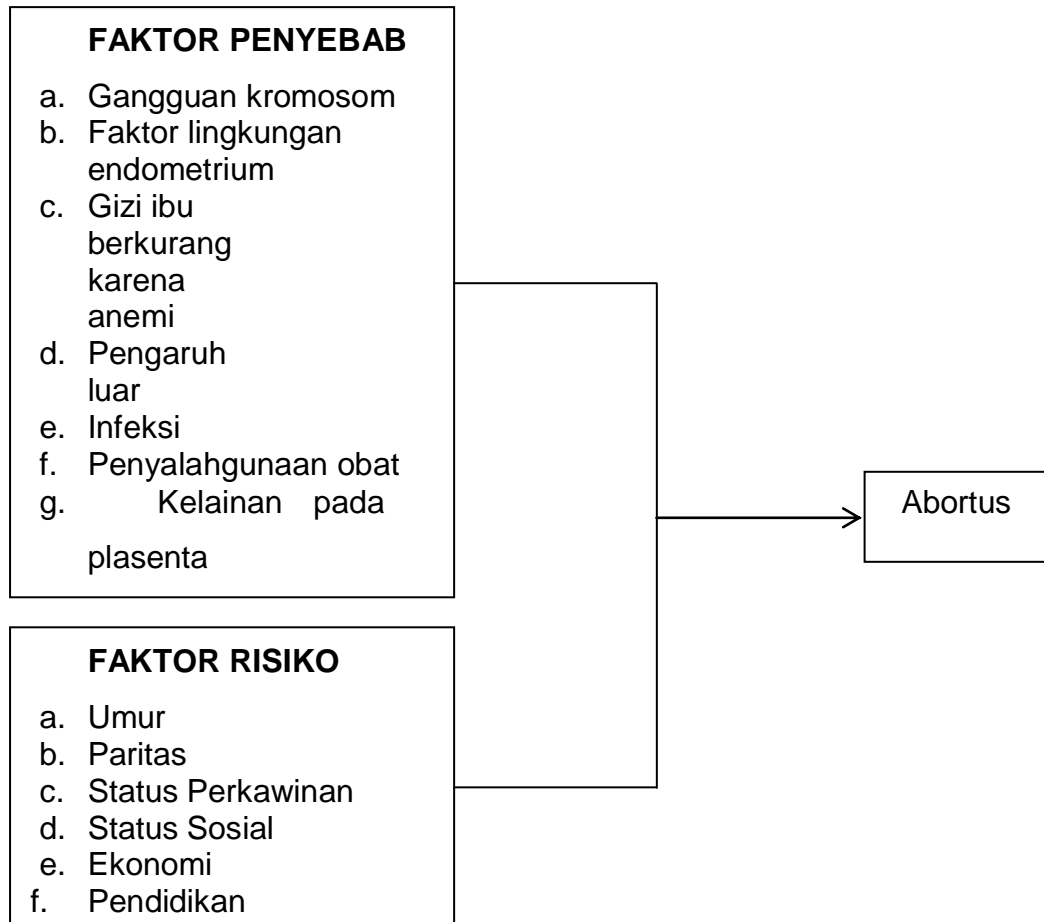 FAKTOR PENYEBAB
a. Gangguan kromosom
b. Faktor lingkungan
endometrium
c. Gizi ibu
berkurang
karena
anemi
d. Pengaruh
luar
e. Infeksi
f. Penyalahgunaan obat
g. Kelainan pada
plasenta
Abortus
FAKTOR RISIKO
a. Umur
b. Paritas
c. Status Perkawinan
d. Status Sosial
e. Ekonomi
f. Pendidikan